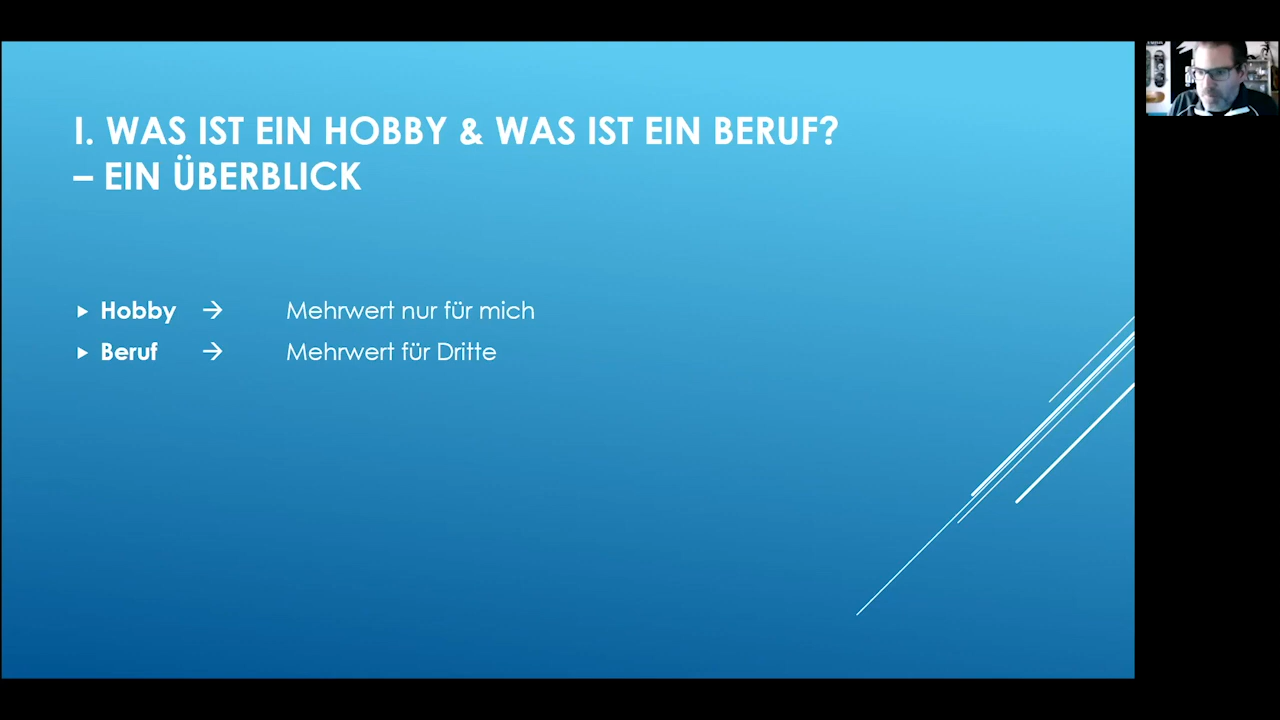 I. WAS IST EIN HOBBY & WAS IST EIN BERUF?
– EIN ÜBERBLICK
Hobby → Mehrwert nur für mich
Beruf → Mehrwert für Dritte